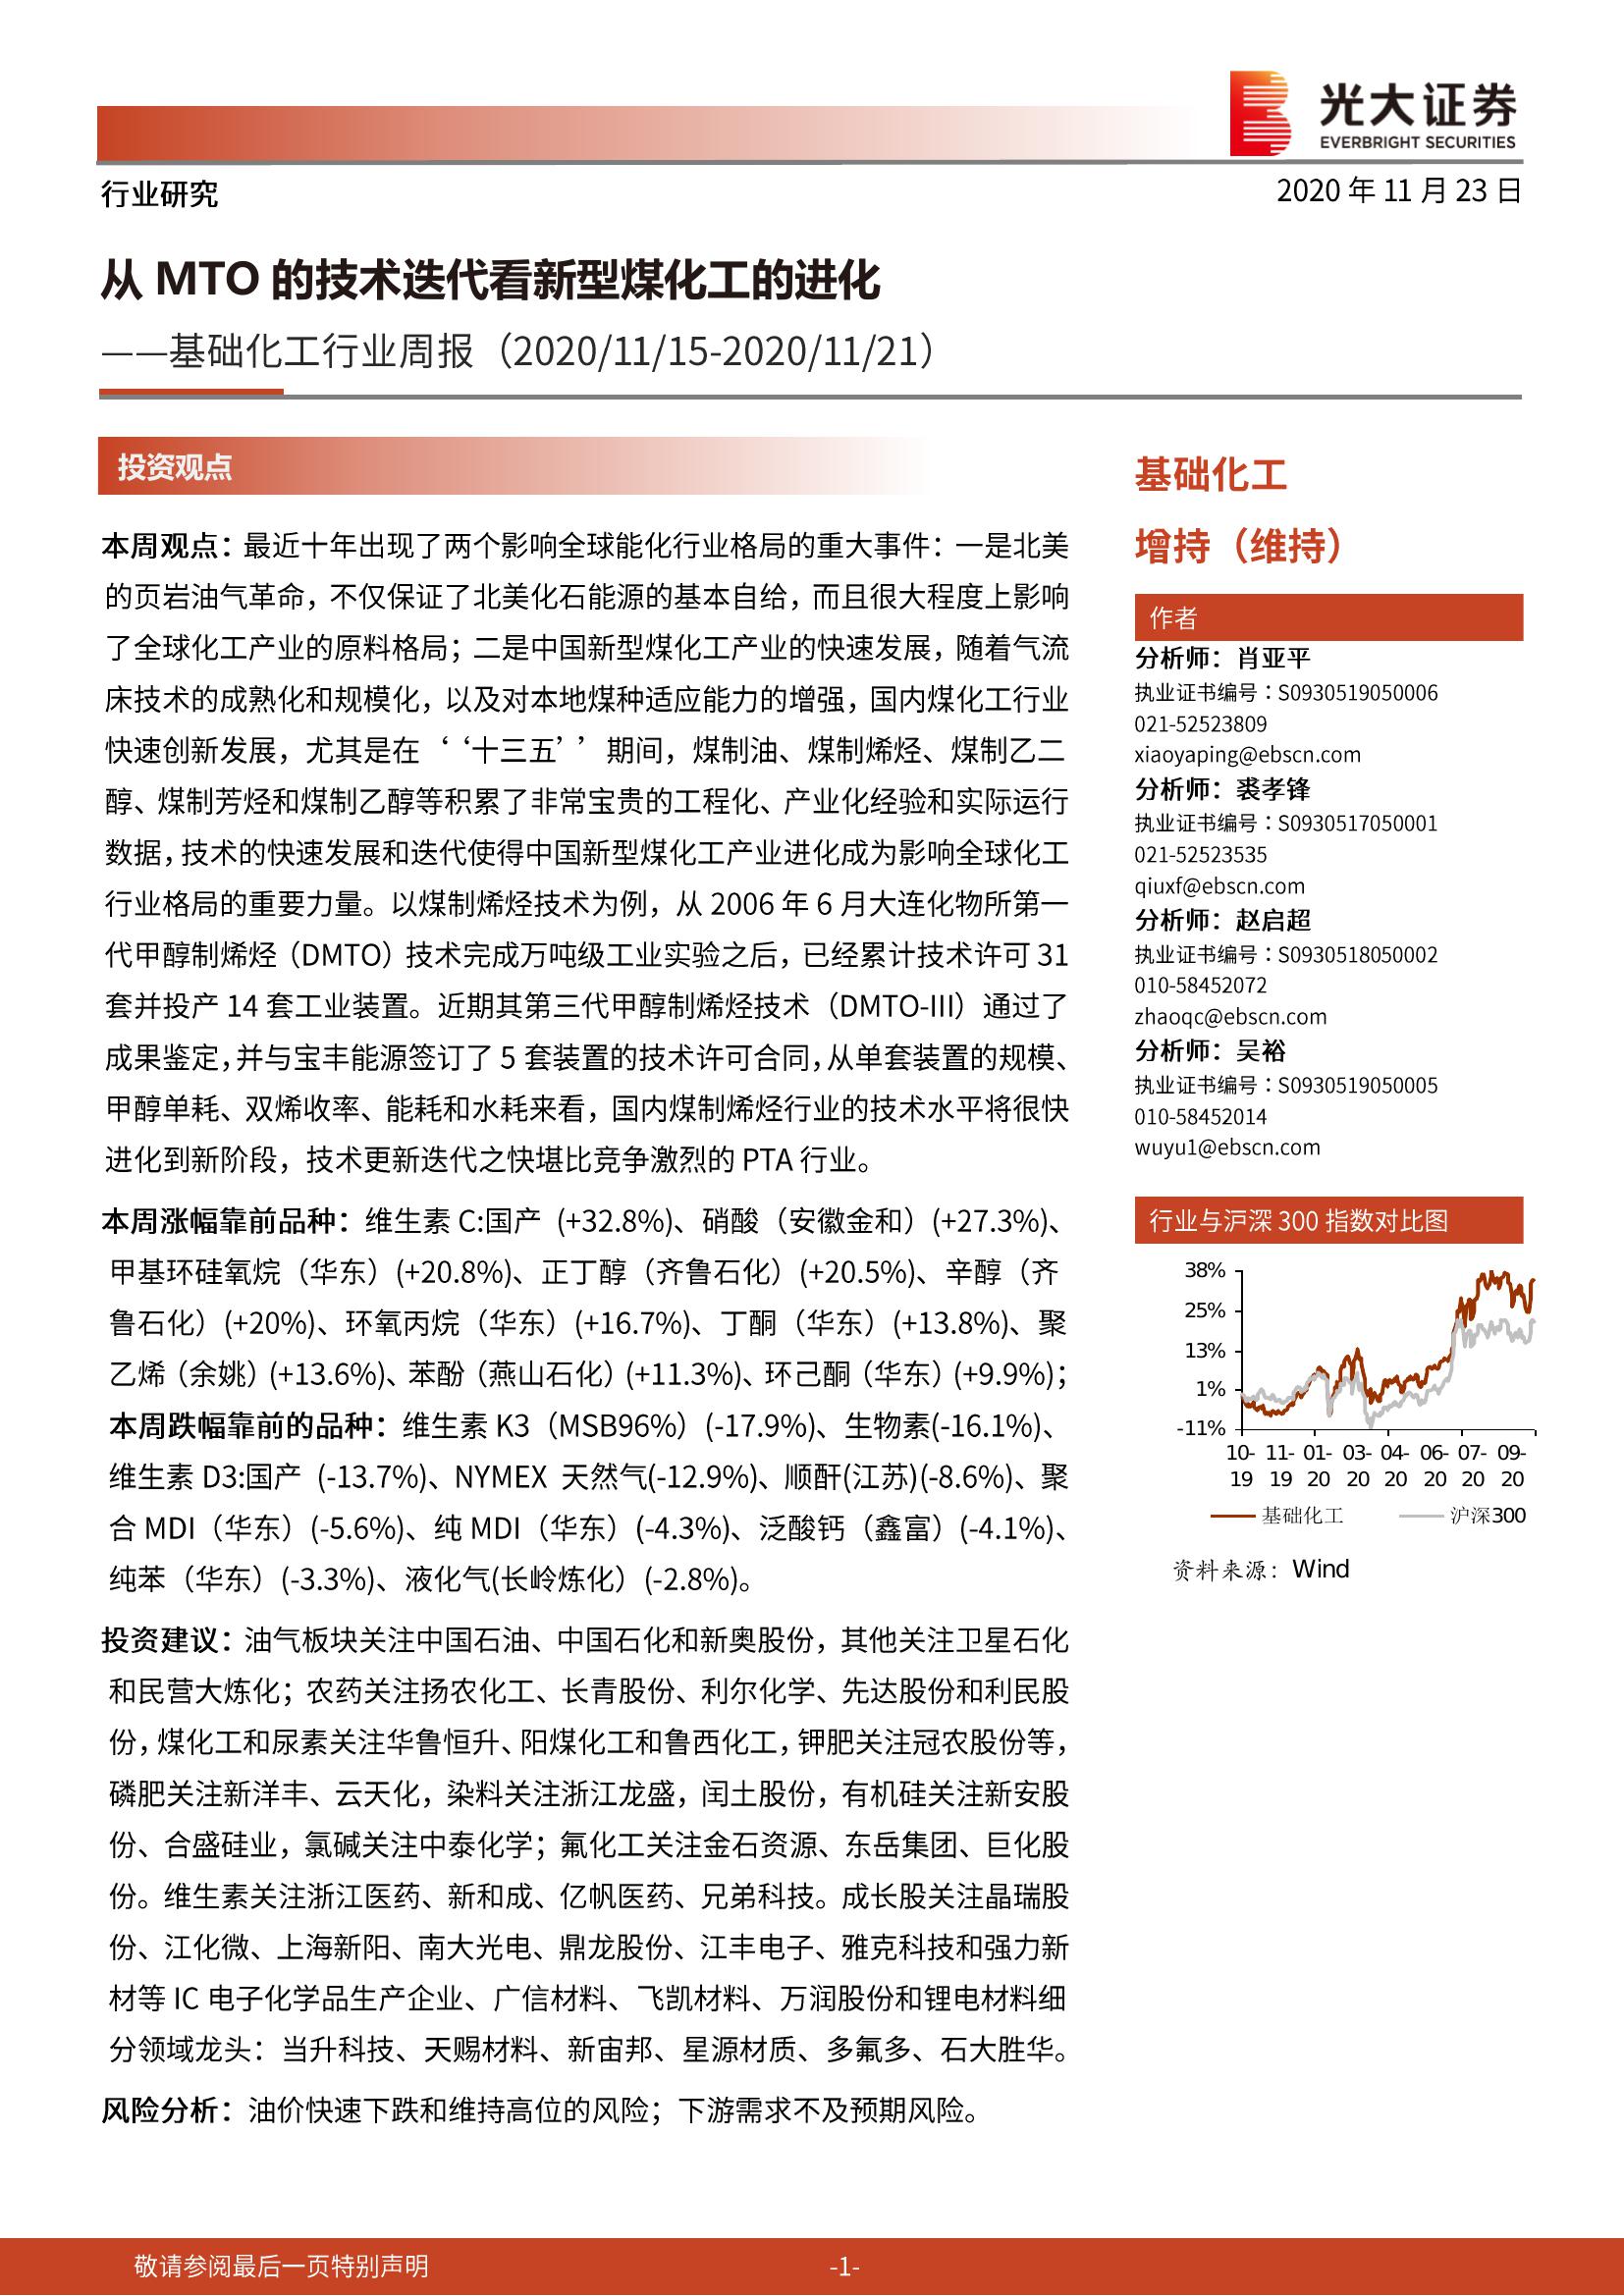 光大证券
EVERBRIGHT SECURITIES
行业研究
2020 年 11 月 23 日
从 MTO 的技术迭代看新型煤化工的进化
——基础化工行业周报（2020/11/15-2020/11/21）
投资观点
本周观点：最近十年出现了两个影响全球能化行业格局的重大事件：一是北美
的页岩油气革命，不仅保证了北美化石能源的基本自给，而且很大程度上影响
了全球化工产业的原料格局；二是中国新型煤化工产业的快速发展，随着气流
床技术的成熟化和规模化，以及对本地煤种适应能力的增强，国内煤化工行业
快速创新发展，尤其是在‘‘十三五’’期间，煤制油、煤制烯烃、煤制乙二
醇、煤制芳烃和煤制乙醇等积累了非常宝贵的工程化、产业化经验和实际运行
数据，技术的快速发展和迭代使得中国新型煤化工产业进化成为影响全球化工
行业格局的重要力量。以煤制烯烃技术为例，从 2006 年 6 月大连化物所第一
代甲醇制烯烃（DMTO）技术完成万吨级工业实验之后，已经累计技术许可 31
套并投产 14 套工业装置。近期其第三代甲醇制烯烃技术（DMTO-III）通过了
成果鉴定，并与宝丰能源签订了 5 套装置的技术许可合同，从单套装置的规模、
甲醇单耗、双烯收率、能耗和水耗来看，国内煤制烯烃行业的技术水平将很快
进化到新阶段，技术更新迭代之快堪比竞争激烈的 PTA 行业。
本周涨幅靠前品种：维生素 C:国产 (+32.8%)、硝酸（安徽金和）(+27.3%)、
甲基环硅氧烷（华东）(+20.8%)、正丁醇（齐鲁石化）(+20.5%)、辛醇（齐
鲁石化）(+20%)、环氧丙烷（华东）(+16.7%)、丁酮（华东）(+13.8%)、聚
乙烯（余姚）(+13.6%)、苯酚（燕山石化）(+11.3%)、环己酮（华东）(+9.9%)；
本周跌幅靠前的品种：维生素 K3（MSB96%）(-17.9%)、生物素(-16.1%)、
维生素 D3:国产 (-13.7%)、NYMEX 天然气(-12.9%)、顺酐(江苏)(-8.6%)、聚
合 MDI（华东）(-5.6%)、纯 MDI（华东）(-4.3%)、泛酸钙（鑫富）(-4.1%)、
纯苯（华东）(-3.3%)、液化气(长岭炼化）(-2.8%)。
投资建议：油气板块关注中国石油、中国石化和新奥股份，其他关注卫星石化
和民营大炼化；农药关注扬农化工、长青股份、利尔化学、先达股份和利民股
份，煤化工和尿素关注华鲁恒升、阳煤化工和鲁西化工，钾肥关注冠农股份等，
磷肥关注新洋丰、云天化，染料关注浙江龙盛，闰土股份，有机硅关注新安股
份、合盛硅业，氯碱关注中泰化学；氟化工关注金石资源、东岳集团、巨化股
份。维生素关注浙江医药、新和成、亿帆医药、兄弟科技。成长股关注晶瑞股
份、江化微、上海新阳、南大光电、鼎龙股份、江丰电子、雅克科技和强力新
材等 IC 电子化学品生产企业、广信材料、飞凯材料、万润股份和锂电材料细
分领域龙头：当升科技、天赐材料、新宙邦、星源材质、多氟多、石大胜华。
风险分析：油价快速下跌和维持高位的风险；下游需求不及预期风险。
基础化工
增持（维持）
作者
分析师：肖亚平
执业证书编号：S0930519050006
021-52523809
xiaoyaping@ebscn.com
分析师：裘孝锋
执业证书编号：S0930517050001
021-52523535
qiuxf@ebscn.com
分析师：赵启超
执业证书编号：S0930518050002
010-58452072
zhaoqc@ebscn.com
分析师：吴裕
执业证书编号：S0930519050005
010-58452014
wuyu1@ebscn.com
行业与沪深 300 指数对比图
38%
25%
13%
1%
-11%
10- 11- 01- 03- 04- 06- 07- 09-
19 19 20 20 20 20 20 20
基础化工 沪深300
资料来源：Wind
敬请参阅最后一页特别声明
-1-